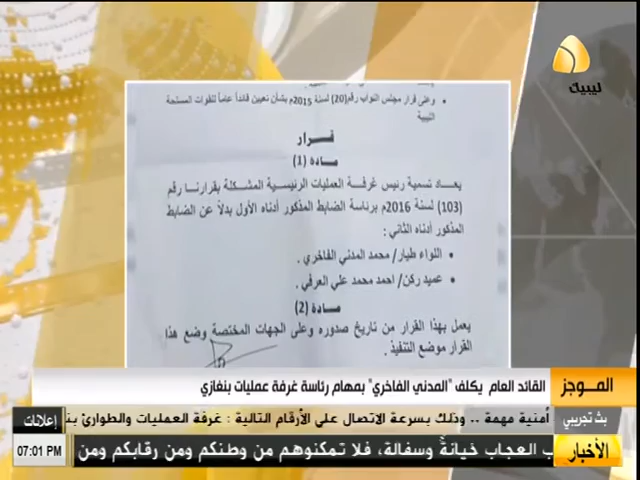 ليبيا
وعلى قرار مجلس النواب رقم (20) لسنة 2015م بشأن تعيين قائداً عاماً للقوات المسلحة
الليبية
قرار
مادة (1)
يعاد تسمية رئيس غرفة العمليات الرئيسية المشكلة بقرارنا رقم
(103) لسنة 2016م برئاسة الضابط المذكور أدناه الأول بدلاً عن الضابط
المذكور أدناه الثاني :
• اللواء طيار/ محمد المدني الفاخري .
• عميد ركن/ احمد محمد علي العرفي .
مادة (2)
يعمل بهذا القرار من تاريخ صدوره وعلى الجهات المختصة وضع هذا
القرار موضع التنفيذ .
الموجز
القائد العام يكلف "المدني الفاخري" بمهام رئاسة غرفة عمليات بنغازي
بث تجريبي
أمنية مهمة .. وذلك بسرعة الاتصال على الأرقام التالية : غرفة العمليات والطوارئ
إعلانات
الأخبار
العجاب خيانةً وسفالة، فلا تمكنوهم من وطنكم ومن رقابكم ومن
07:01 PM